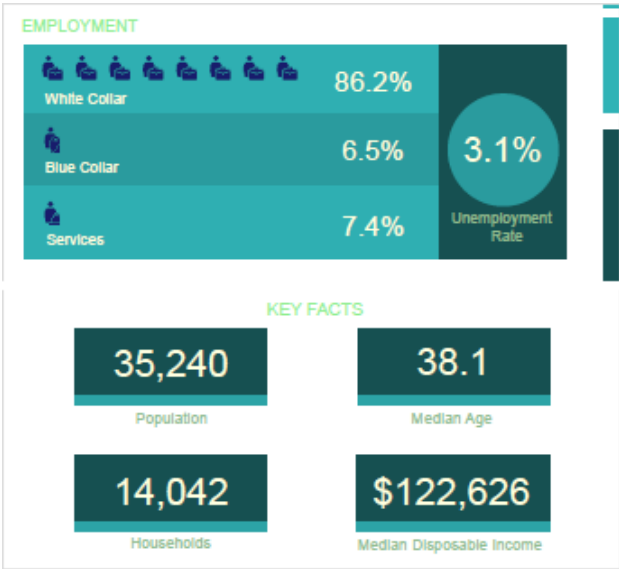 EMPLOYMENT
White Collar
86.2%
Blue Collar
6.5%
Services
7.4%
3.1%
Unemployment
Rate
KEY FACTS
35,240
Population
38.1
Median Age
14,042
Households
$122,626
Median Disposable Income